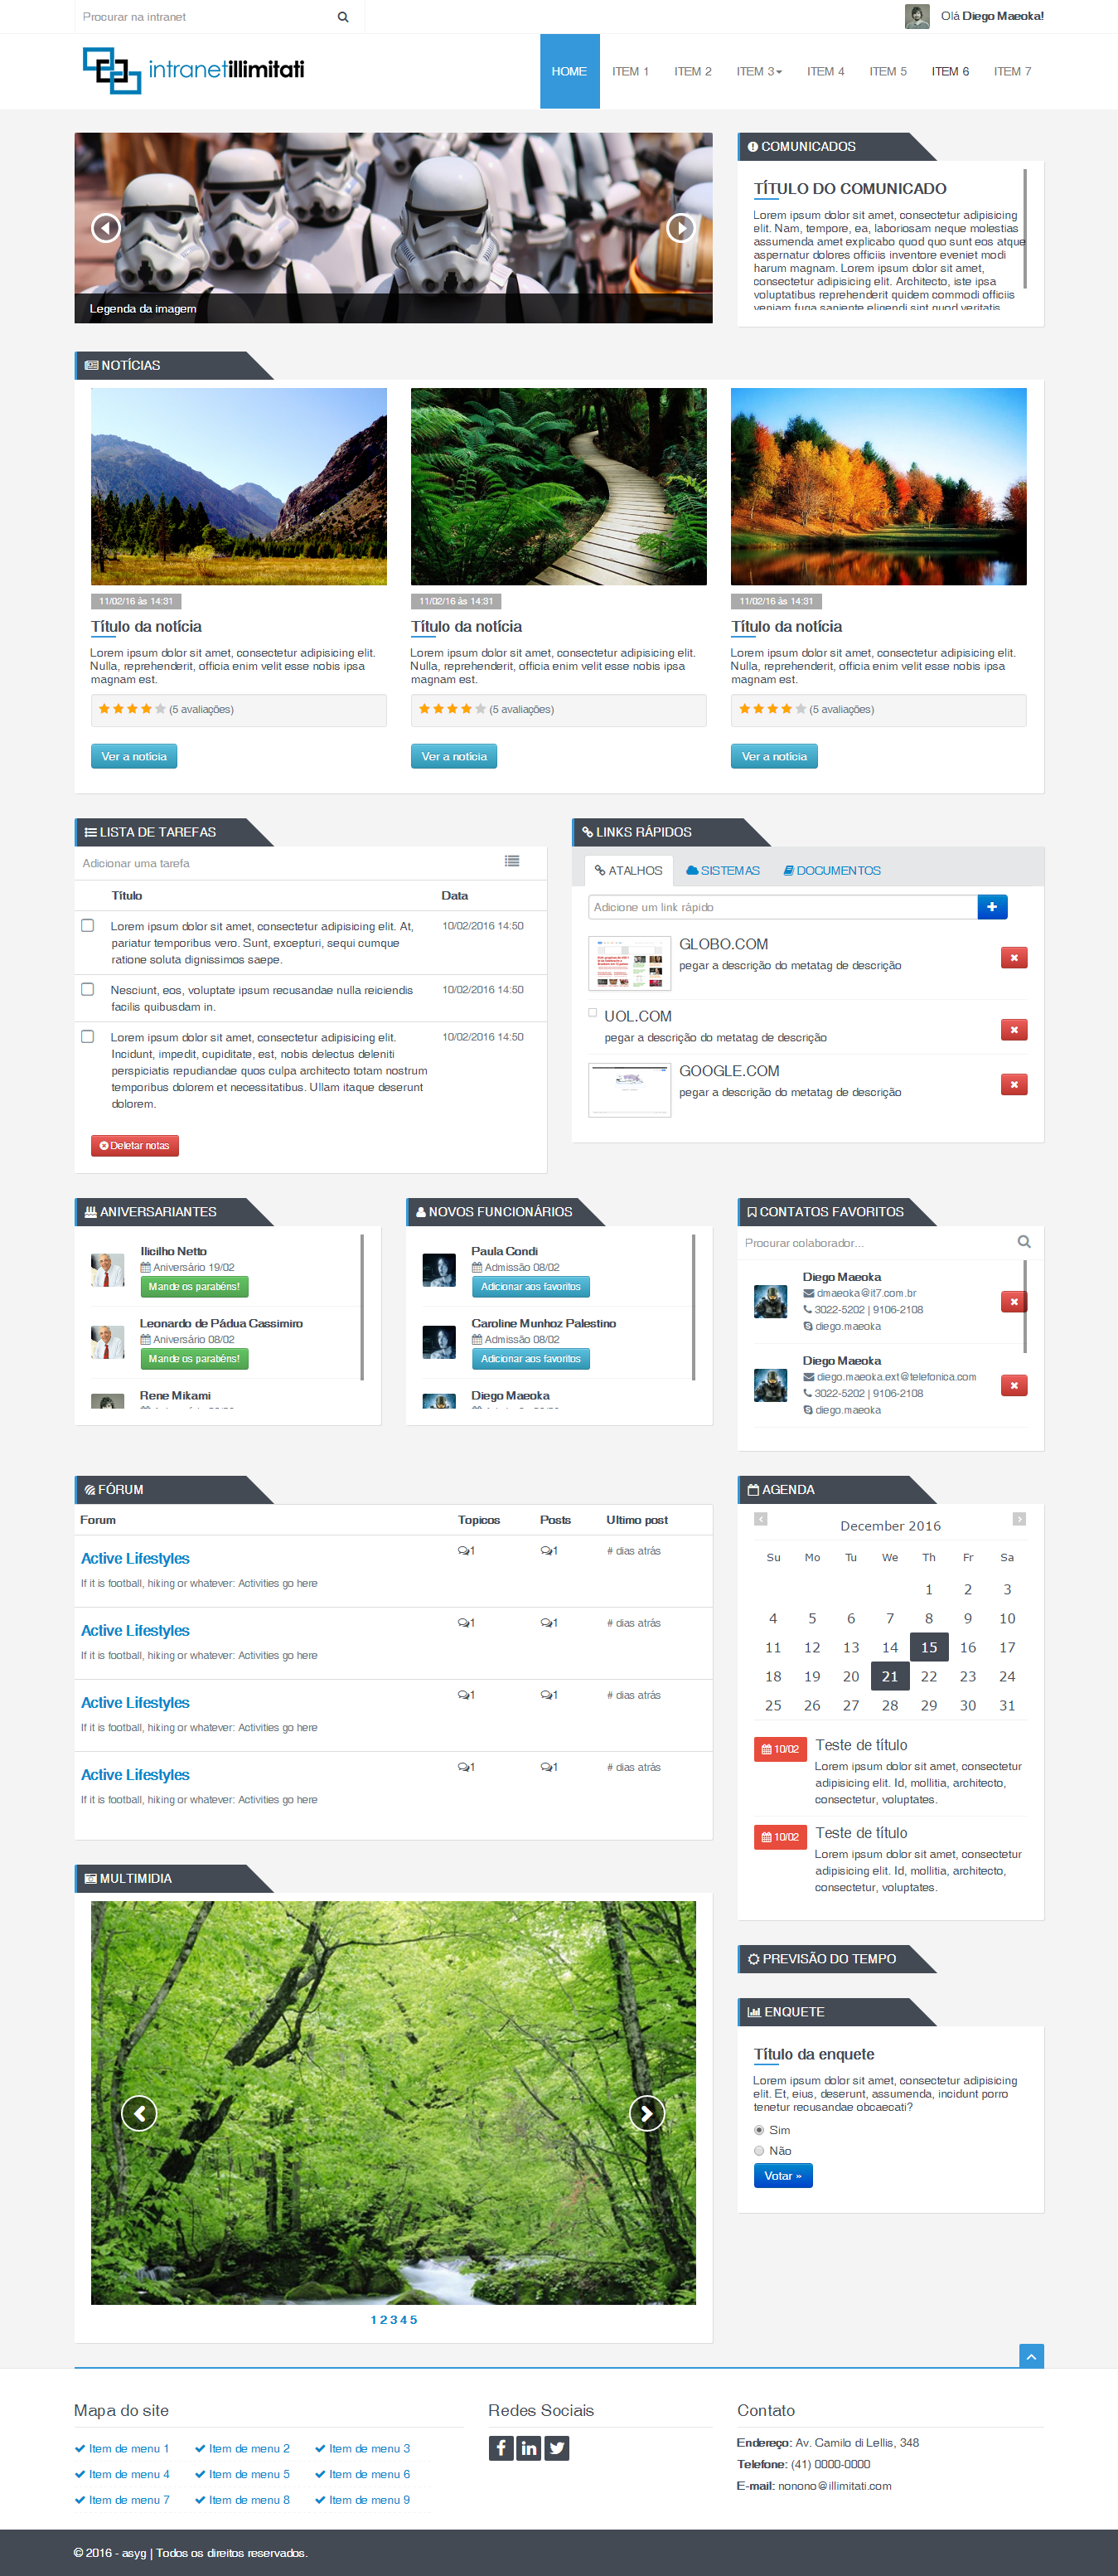 Procurar na intranet
Olá Diego Maeoka!
intranetillimitati
HOME
ITEM 1
ITEM 2
ITEM 3
ITEM 4
ITEM 5
ITEM 6
ITEM 7
Legenda da imagem
COMUNICADOS
TÍTULO DO COMUNICADO
Lorem ipsum dolor sit amet, consectetur adipisicing
elit. Nam, tempore, ea, laboriosam neque molestias
assumenda amet explicabo quod quo sunt eos atque
aspernatur dolores officiis inventore eveniet modi
harum magnam. Lorem ipsum dolor sit amet,
consectetur adipisicing elit. Architecto, iste ipsa
voluptatibus reprehenderit quidem commodi officiis
veniam fuga sapiente eligendi sint quod veritatis
NOTÍCIAS
11/02/16 às 14:31
Título da notícia
Lorem ipsum dolor sit amet, consectetur adipisicing elit.
Nulla, reprehenderit, officia enim velit esse nobis ipsa
magnam est.
(5 avaliações)
Ver a notícia
11/02/16 às 14:31
Título da notícia
Lorem ipsum dolor sit amet, consectetur adipisicing elit.
Nulla, reprehenderit, officia enim velit esse nobis ipsa
magnam est.
(5 avaliações)
Ver a notícia
11/02/16 às 14:31
Título da notícia
Lorem ipsum dolor sit amet, consectetur adipisicing elit.
Nulla, reprehenderit, officia enim velit esse nobis ipsa
magnam est.
(5 avaliações)
Ver a notícia
LISTA DE TAREFAS
Adicionar uma tarefa
Título Data
Lorem ipsum dolor sit amet, consectetur adipisicing elit. At, 10/02/2016 14:50
pariatur temporibus vero. Sunt, excepturi, sequi cumque
ratione soluta dignissimos saepe.
Nesciunt, eos, voluptate ipsum recusandae nulla reiciendis 10/02/2016 14:50
facilis quibusdam in.
Lorem ipsum dolor sit amet, consectetur adipisicing elit. 10/02/2016 14:50
Incidunt, impedit, cupiditate, est, nobis delectus deleniti
perspiciatis repudiandae quos culpa architecto totam nostrum
temporibus dolorem et necessitatibus. Ullam itaque deserunt
dolorem.
Deletar notas
LINKS RÁPIDOS
ATALHOS
SISTEMAS
DOCUMENTOS
Adicione um link rápido
GLOBO.COM
pegar a descrição do metatag de descrição
UOL.COM
pegar a descrição do metatag de descrição
GOOGLE.COM
pegar a descrição do metatag de descrição
ANIVERSARIANTES
Ilicilho Netto
Aniversário 19/02
Mande os parabéns!
Leonardo de Pádua Cassimiro
Aniversário 08/02
Mande os parabéns!
Rene Mikami
NOVOS FUNCIONÁRIOS
Paula Condi
Admissão 08/02
Adicionar aos favoritos
Caroline Munhoz Palestino
Admissão 08/02
Adicionar aos favoritos
Diego Maeoka
CONTATOS FAVORITOS
Procurar colaborador...
Diego Maeoka
dmaeoka@it7.com.br
3022-5202 | 9106-2108
diego.maeoka
Diego Maeoka
diego.maeoka.ext@telefonica.com
3022-5202 | 9106-2108
diego.maeoka
FÓRUM
Forum Topicos Posts Ultimo post
Active Lifestyles 1 1 # dias atrás
If it is football, hiking or whatever: Activities go here
Active Lifestyles 1 1 # dias atrás
If it is football, hiking or whatever: Activities go here
Active Lifestyles 1 1 # dias atrás
If it is football, hiking or whatever: Activities go here
Active Lifestyles 1 1 # dias atrás
If it is football, hiking or whatever: Activities go here
AGENDA
December 2016
Su Mo Tu We Th Fr Sa
1 2 3
4 5 6 7 8 9 10
11 12 13 14 15 16 17
18 19 20 21 22 23 24
25 26 27 28 29 30 31
10/02
Teste de título
Lorem ipsum dolor sit amet, consectetur
adipisicing elit. Id, mollitia, architecto,
consectetur, voluptates.
10/02
Teste de título
Lorem ipsum dolor sit amet, consectetur
adipisicing elit. Id, mollitia, architecto,
consectetur, voluptates.
MULTIMIDIA
1 2 3 4 5
PREVISÃO DO TEMPO
ENQUETE
Título da enquete
Lorem ipsum dolor sit amet, consectetur adipisicing
elit. Et, eius, deserunt, assumenda, incidunt porro
tenetur recusandae obcaecati?
Sim
Não
Votar »
Mapa do site
Item de menu 1 Item de menu 2 Item de menu 3
Item de menu 4 Item de menu 5 Item de menu 6
Item de menu 7 Item de menu 8 Item de menu 9
Redes Sociais
Contato
Endereço: Av. Camilo di Lellis, 348
Telefone: (41) 0000-0000
E-mail: nonono@illimitati.com
© 2016 - asyg | Todos os direitos reservados.